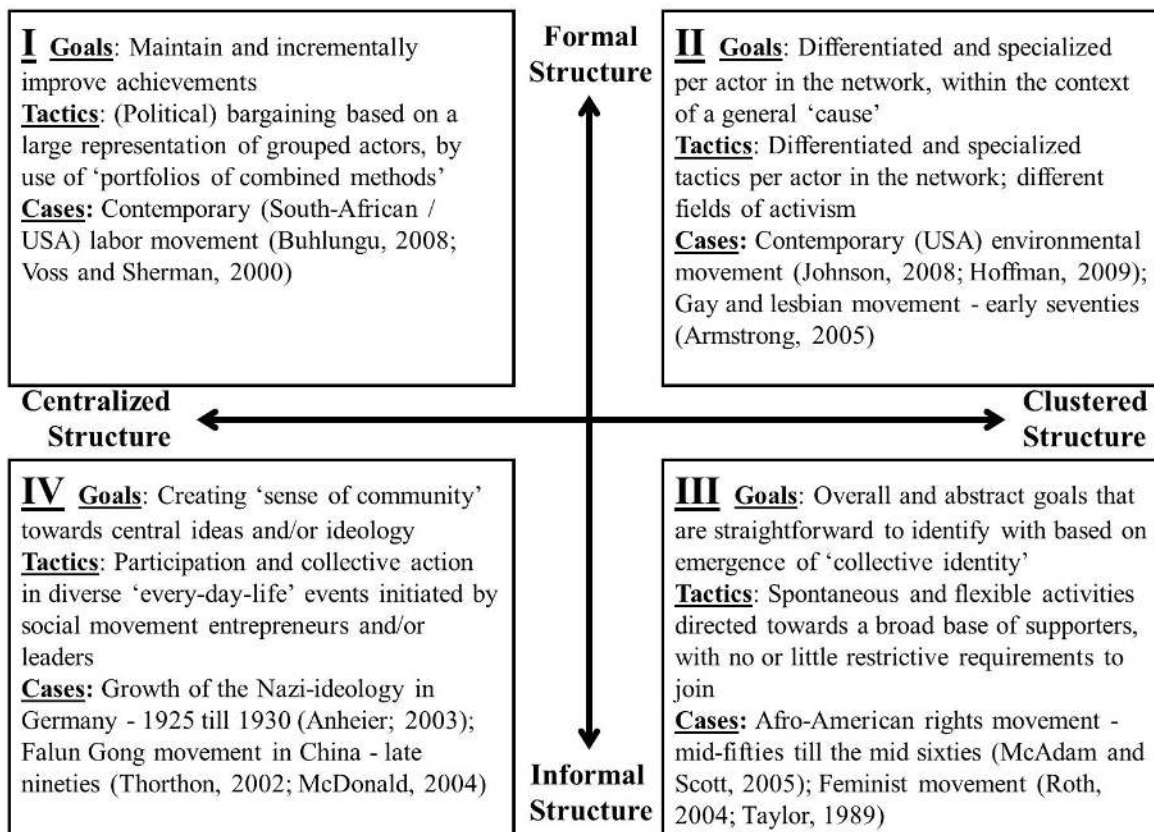 I Goals: Maintain and incrementally
improve achievements
Tactics: (Political) bargaining based on a
large representation of grouped actors, by
use of ‘portfolios of combined methods’
Cases: Contemporary (South-African /
USA) labor movement (Buhlungu, 2008;
Voss and Sherman, 2000)
Formal
Structure
II Goals: Differentiated and specialized
per actor in the network, within the context
of a general ‘cause’
Tactics: Differentiated and specialized
tactics per actor in the network; different
fields of activism
Cases: Contemporary (USA) environmental
movement (Johnson, 2008; Hoffman, 2009);
Gay and lesbian movement - early seventies
(Armstrong, 2005)
Centralized
Structure
Clustered
Structure
IV Goals: Creating ‘sense of community’
towards central ideas and/or ideology
Tactics: Participation and collective action
in diverse ‘every-day-life’ events initiated by
social movement entrepreneurs and/or
leaders
Cases: Growth of the Nazi-ideology in
Germany - 1925 till 1930 (Anheier; 2003);
Falun Gong movement in China - late
nineties (Thorthon, 2002; McDonald, 2004)
Informal
Structure
III Goals: Overall and abstract goals that
are straightforward to identify with based on
emergence of ‘collective identity’
Tactics: Spontaneous and flexible activities
directed towards a broad base of supporters,
with no or little restrictive requirements to
join
Cases: Afro-American rights movement -
mid-fifties till the mid sixties (McAdam and
Scott, 2005); Feminist movement (Roth,
2004; Taylor, 1989)